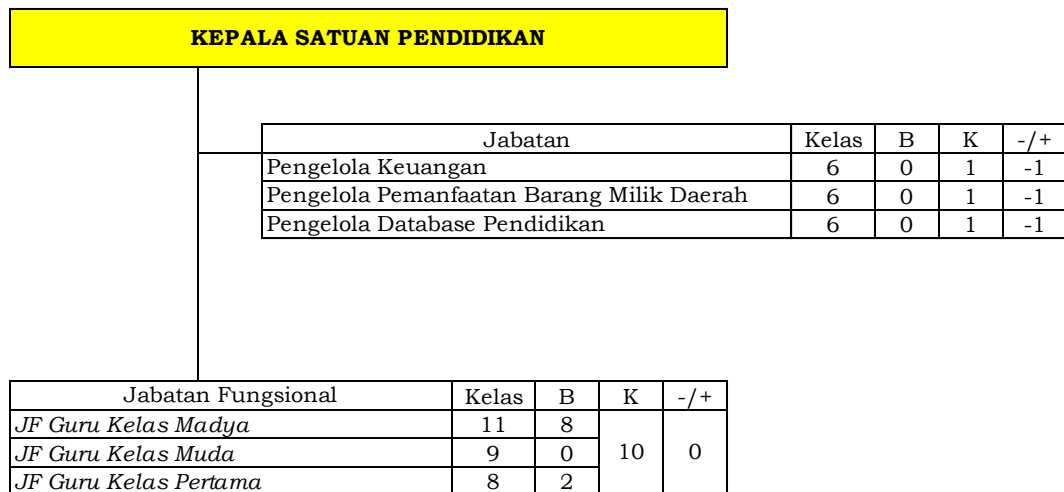 KEPALA SATUAN PENDIDIKAN
Jabatan Kelas B K -/+
Pengelola Keuangan 6 0 1 -1
Pengelola Pemanfaatan Barang Milik Daerah 6 0 1 -1
Pengelola Database Pendidikan 6 0 1 -1
Jabatan Fungsional Kelas B K -/+
JF Guru Kelas Madya 11 8
JF Guru Kelas Muda 9 0 10 0
JF Guru Kelas Pertama 8 2